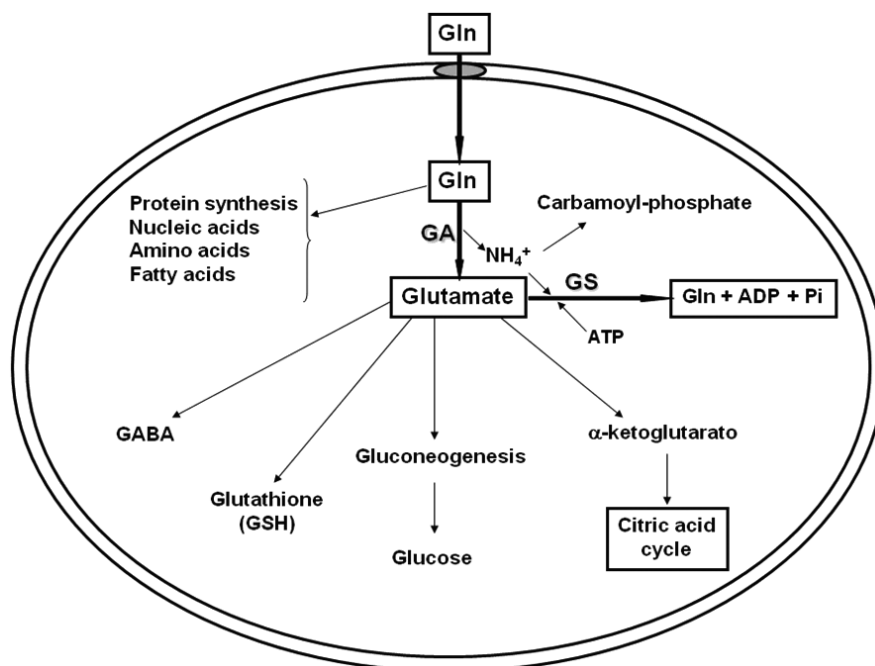 Gln
Gln
Protein synthesis
Nucleic acids
Amino acids
Fatty acids
Carbamoyl-phosphate
GA
NH₄⁺
Glutamate
GS
Gln + ADP + Pi
ATP
GABA
Glutathione
(GSH)
Gluconeogenesis
Glucose
α-ketoglutarato
Citric acid
cycle